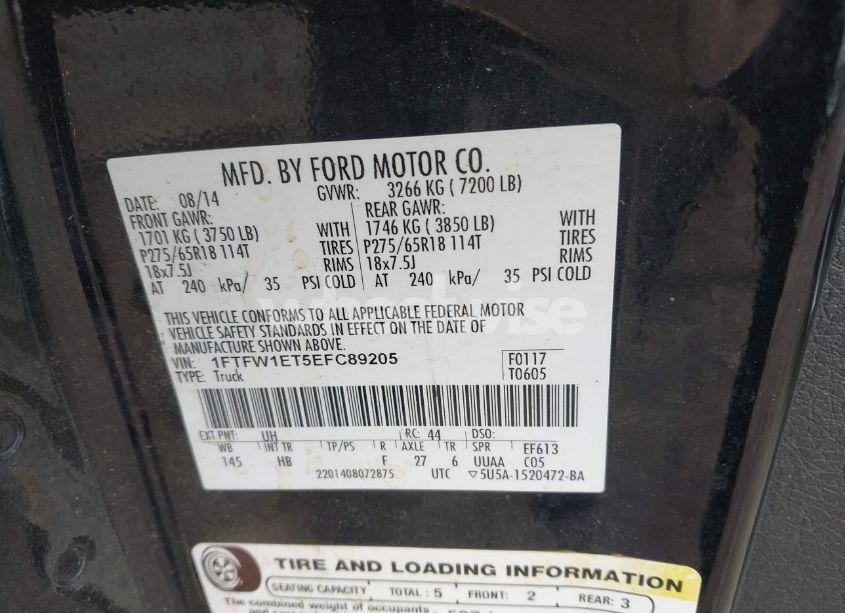 MFD. BY FORD MOTOR CO.
DATE: 08/14 GVWR: 3266 KG ( 7200 LB)
FRONT GAWR: REAR GAWR:
1701 KG ( 3750 LB) WITH 1746 KG ( 3850 LB) WITH
P275/65R18 114T TIRES P275/65R18 114T TIRES
18x7.5J RIMS 18x7.5J RIMS
AT 240 kPa/ 35 PSI COLD AT 240 kPa/ 35 PSI COLD
THIS VEHICLE CONFORMS TO ALL APPLICABLE FEDERAL MOTOR
VEHICLE SAFETY STANDARDS IN EFFECT ON THE DATE OF
MANUFACTURE SHOWN ABOVE.
VIN: 1FTFW1ET5EFC89205 F0117
TYPE: Truck T0605
EXT PNT: UH RC: 44 DSO:
WB INT TR TP/PS R AXLE TR SPR EF613
145 HB F 27 6 UUAA C05
2201408072875 UTC ▽5U5A-1520472-BA
TIRE AND LOADING INFORMATION
SEATING CAPACITY TOTAL : 5 FRONT: 2 REAR: 3
The combined weight of occupants